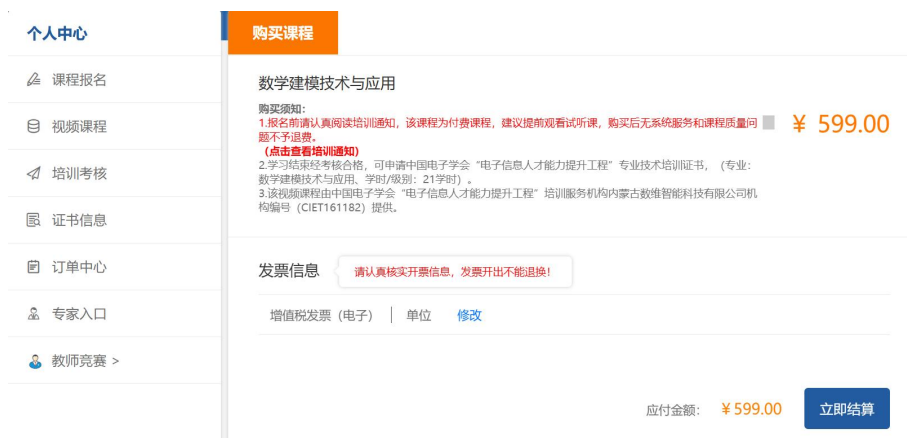 个人中心
课程报名
视频课程
培训考核
证书信息
订单中心
专家入口
教师竞赛 >
购买课程
数学建模技术与应用
购买须知:
1.报名前请认真阅读培训通知，该课程为付费课程，建议提前观看试听课，购买后无系统服务和课程质量问
题不予退费。
（点击查看培训通知）
2.学习结束经考核合格，可申请中国电子学会“电子信息人才能力提升工程”专业技术培训证书，（专业：
数学建模技术与应用、学时/级别：21学时）。
3.该视频课程由中国电子学会“电子信息人才能力提升工程”培训服务机构内蒙古数维智能科技有限公司机
构编号（CIET161182）提供。
¥ 599.00
发票信息
请认真核实开票信息，发票开出不能退换！
增值税发票（电子） | 单位 修改
应付金额: ¥599.00
立即结算